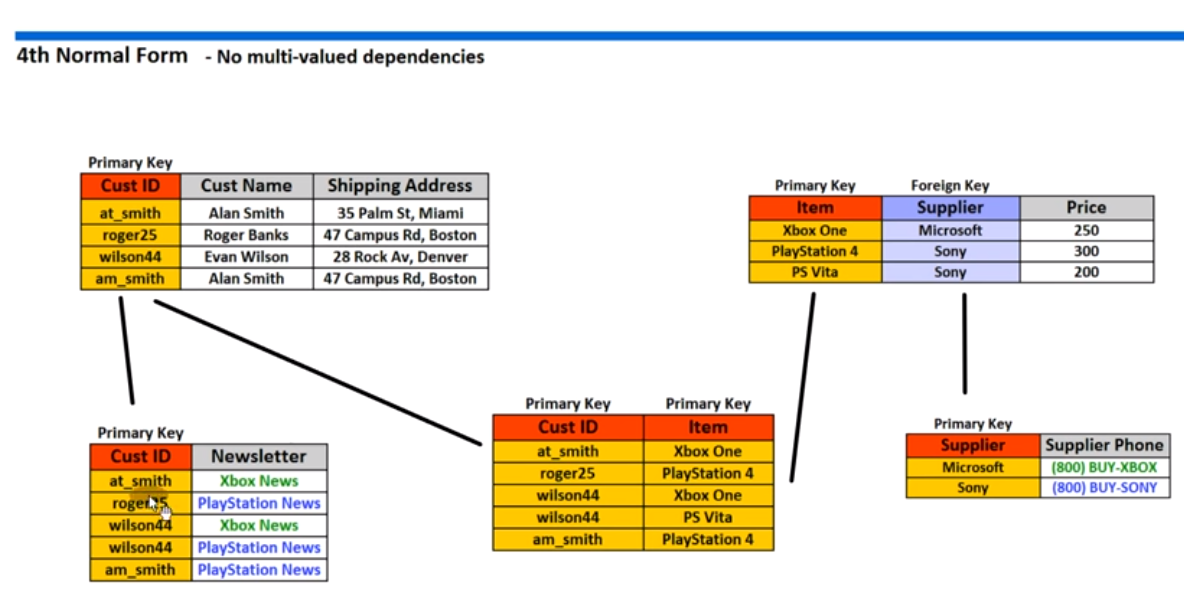 4th Normal Form - No multi-valued dependencies
Primary Key
Cust ID Cust Name Shipping Address
at_smith Alan Smith 35 Palm St, Miami
roger25 Roger Banks 47 Campus Rd, Boston
wilson44 Evan Wilson 28 Rock Av, Denver
am_smith Alan Smith 47 Campus Rd, Boston
Primary Key Foreign Key
Item Supplier Price
Xbox One Microsoft 250
PlayStation 4 Sony 300
PS Vita Sony 200
Primary Key
Cust ID Newsletter
at_smith Xbox News
roger25 PlayStation News
wilson44 Xbox News
wilson44 PlayStation News
am_smith PlayStation News
Primary Key Primary Key
Cust ID Item
at_smith Xbox One
roger25 PlayStation 4
wilson44 Xbox One
wilson44 PS Vita
am_smith PlayStation 4
Primary Key
Supplier Supplier Phone
Microsoft (800) BUY-XBOX
Sony (800) BUY-SONY